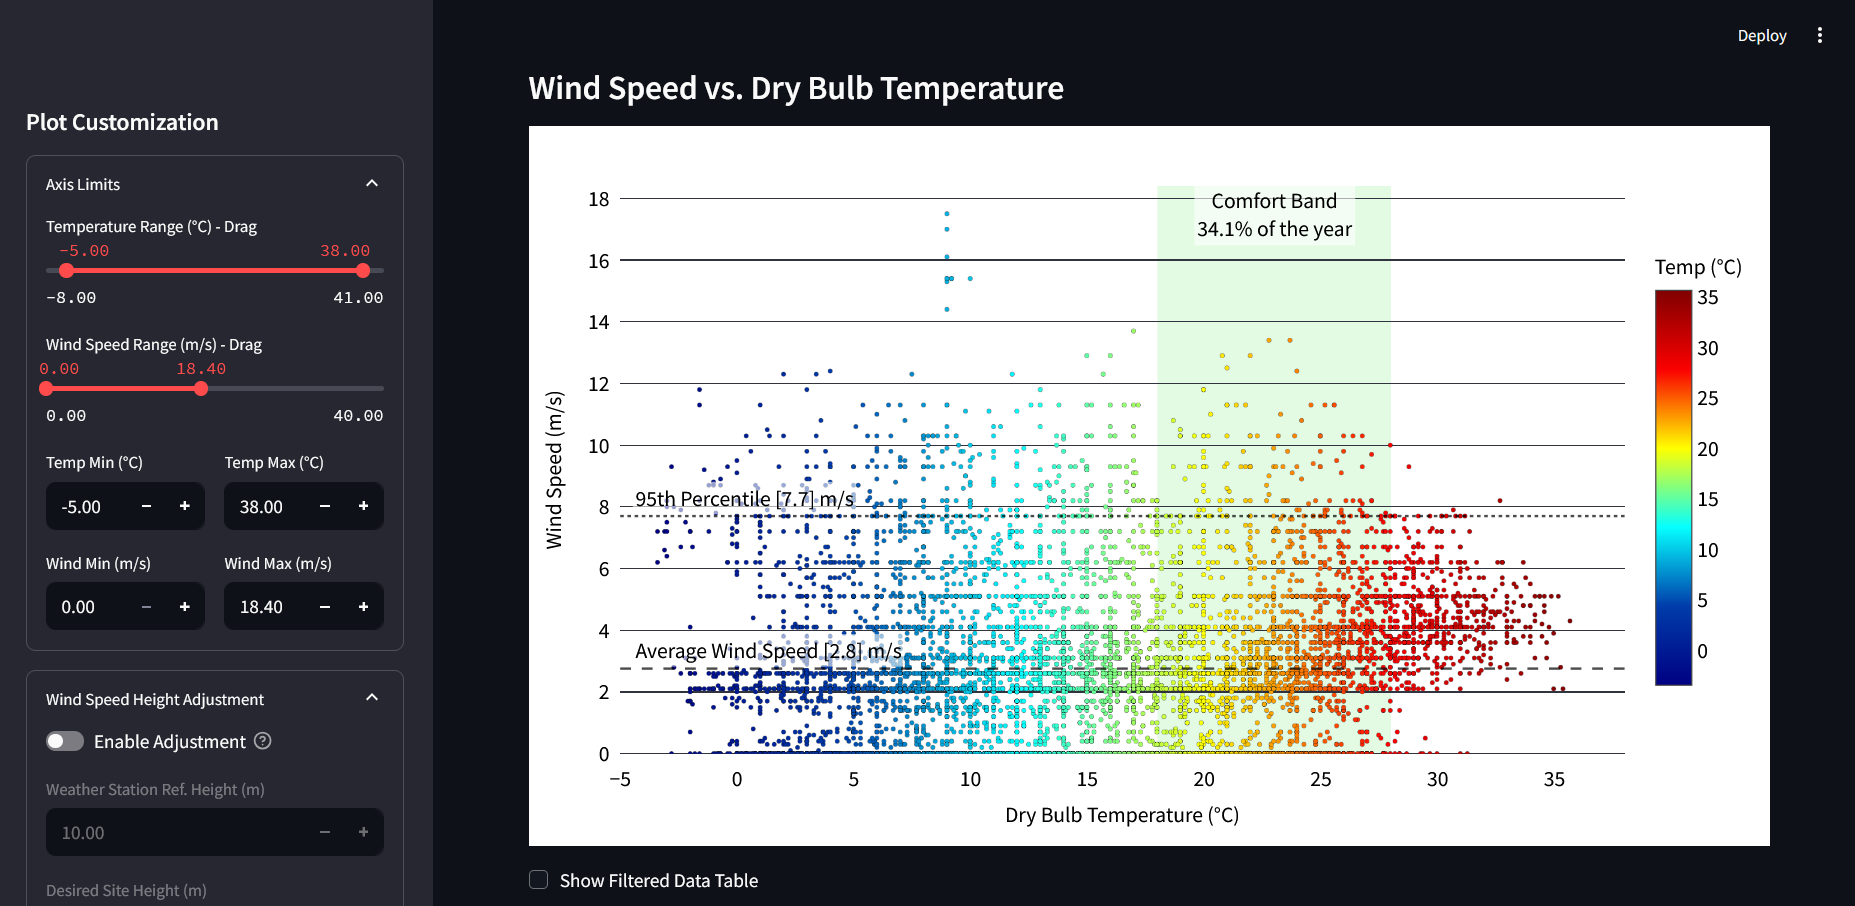 Deploy
Plot Customization
Axis Limits
Temperature Range (°C) - Drag
-5.00 38.00
-8.00 41.00
Wind Speed Range (m/s) - Drag
0.00 18.40
0.00 40.00
Temp Min (°C) Temp Max (°C)
-5.00 − + 38.00 − +
Wind Min (m/s) Wind Max (m/s)
0.00 − + 18.40 − +
Wind Speed Height Adjustment
Enable Adjustment ?
Weather Station Ref. Height (m)
10.00 − +
Desired Site Height (m)
Wind Speed vs. Dry Bulb Temperature
Comfort Band
34.1% of the year
18
16
14
12
10
8
6
4
2
0
Wind Speed (m/s)
95th Percentile [7.7] m/s
Average Wind Speed [2.8] m/s
−5 0 5 10 15 20 25 30 35
Dry Bulb Temperature (°C)
Temp (°C)
35
30
25
20
15
10
5
0
Show Filtered Data Table